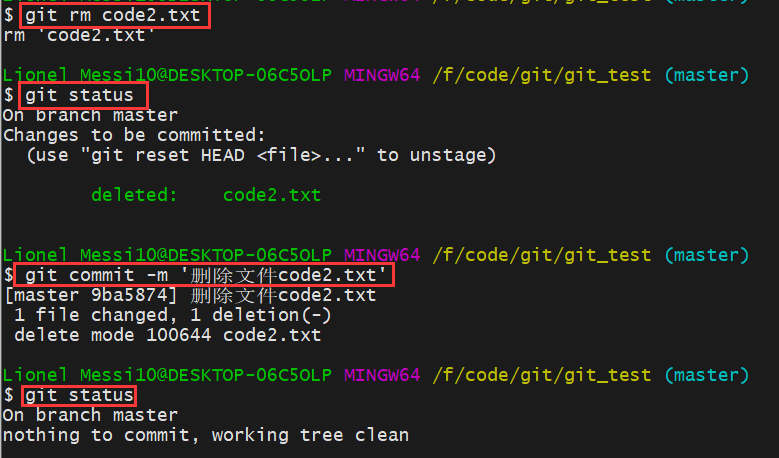 $ git rm code2.txt
rm 'code2.txt'
Lionel Messi10@DESKTOP-06C5OLP MINGW64 /f/code/git/git_test (master)
$ git status
On branch master
Changes to be committed:
(use "git reset HEAD <file>..." to unstage)
deleted: code2.txt
Lionel Messi10@DESKTOP-06C5OLP MINGW64 /f/code/git/git_test (master)
$ git commit -m '删除文件code2.txt'
[master 9ba5874] 删除文件code2.txt
1 file changed, 1 deletion(-)
delete mode 100644 code2.txt
Lionel Messi10@DESKTOP-06C5OLP MINGW64 /f/code/git/git_test (master)
$ git status
On branch master
nothing to commit, working tree clean